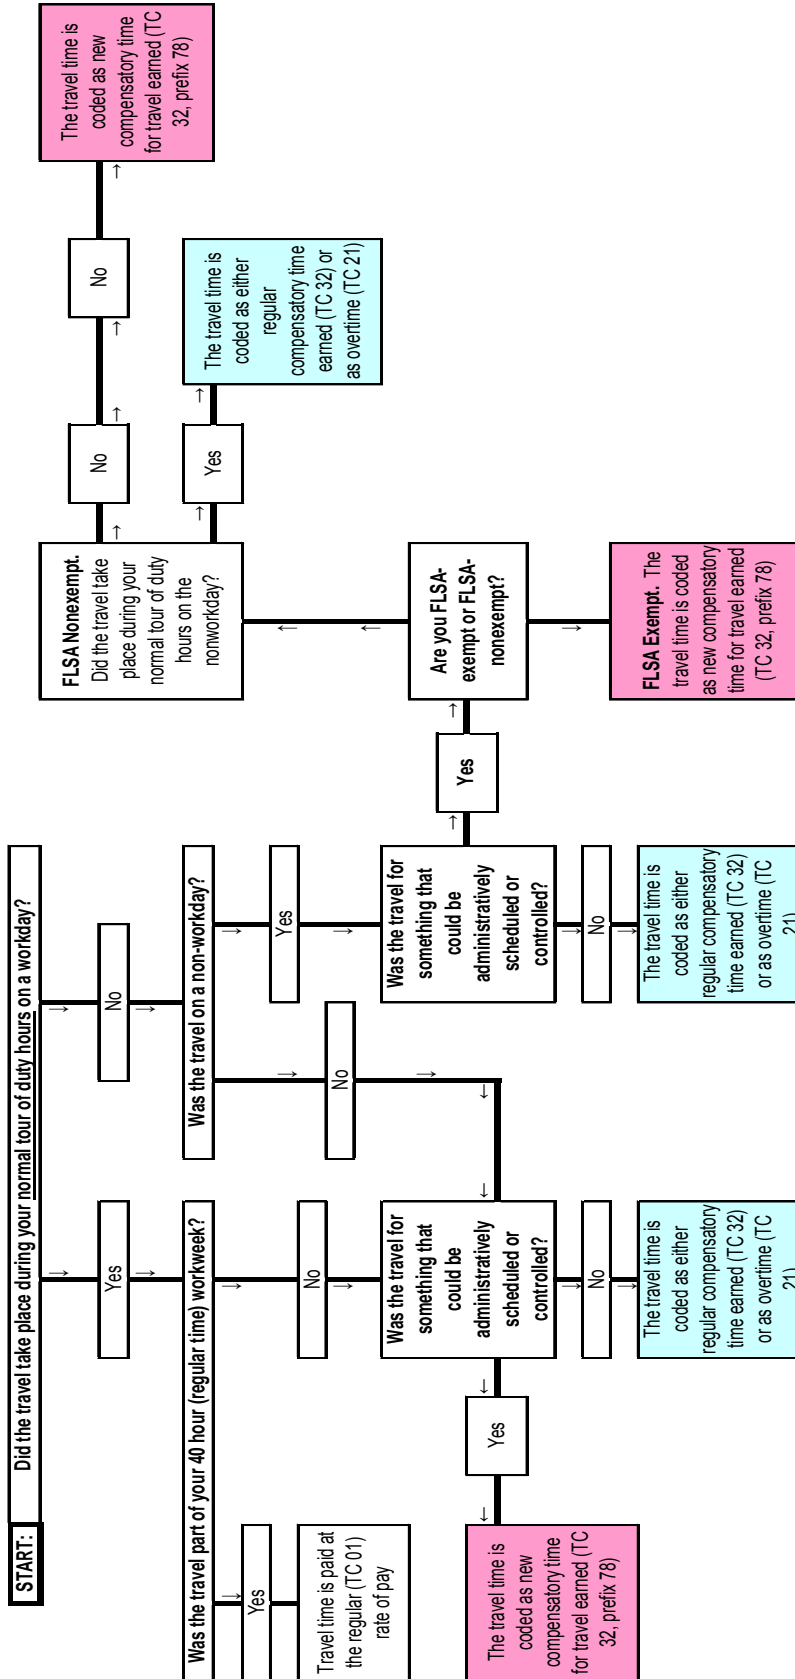 START:
Did the travel take place during your normal tour of duty hours on a workday?
Yes
No
Was the travel part of your 40 hour (regular time) workweek?
Was the travel on a non-workday?
Yes
No
No
Yes
Travel time is paid at
the regular (TC 01)
rate of pay
Was the travel for
something that
could be
administratively
scheduled or
controlled?
Was the travel for
something that
could be
administratively
scheduled or
controlled?
Yes
The travel time is
coded as new
compensatory time
for travel earned (TC
32, prefix 78)
No
The travel time is
coded as either
regular compensatory
time earned (TC 32)
or as overtime (TC
21)
No
The travel time is
coded as either
regular compensatory
time earned (TC 32)
or as overtime (TC
21)
Yes
Are you FLSA-
exempt or FLSA-
nonexempt?
FLSA Nonexempt.
Did the travel take
place during your
normal tour of duty
hours on the
nonworkday?
No
No
The travel time is
coded as new
compensatory time
for travel earned (TC
32, prefix 78)
Yes
The travel time is
coded as either
regular
compensatory time
earned (TC 32) or
as overtime (TC 21)
FLSA Exempt. The
travel time is coded
as new compensatory
time for travel earned
(TC 32, prefix 78)